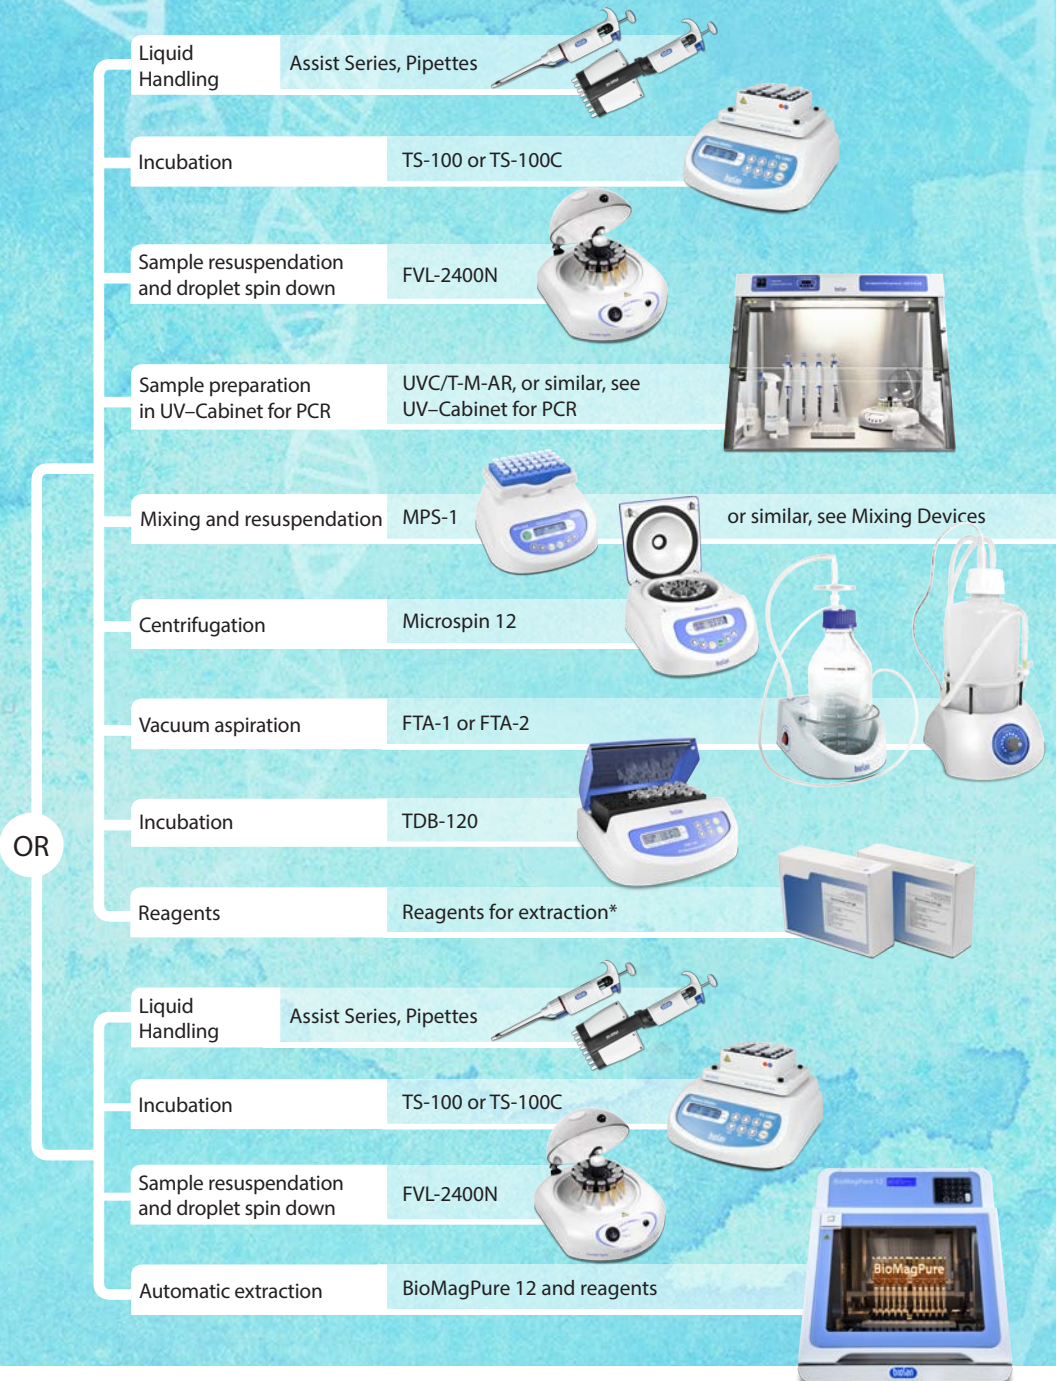 Liquid
Handling
Assist Series, Pipettes
Incubation
TS-100 or TS-100C
Sample resuspendation
and droplet spin down
FVL-2400N
Sample preparation
in UV–Cabinet for PCR
UVC/T-M-AR, or similar, see
UV–Cabinet for PCR
Mixing and resuspendation
MPS-1
or similar, see Mixing Devices
Centrifugation
Microspin 12
Vacuum aspiration
FTA-1 or FTA-2
Incubation
TDB-120
OR
Reagents
Reagents for extraction*
Liquid
Handling
Assist Series, Pipettes
Incubation
TS-100 or TS-100C
Sample resuspendation
and droplet spin down
FVL-2400N
Automatic extraction
BioMagPure 12 and reagents
BioMagPure 12
BioMagPure
bioSan